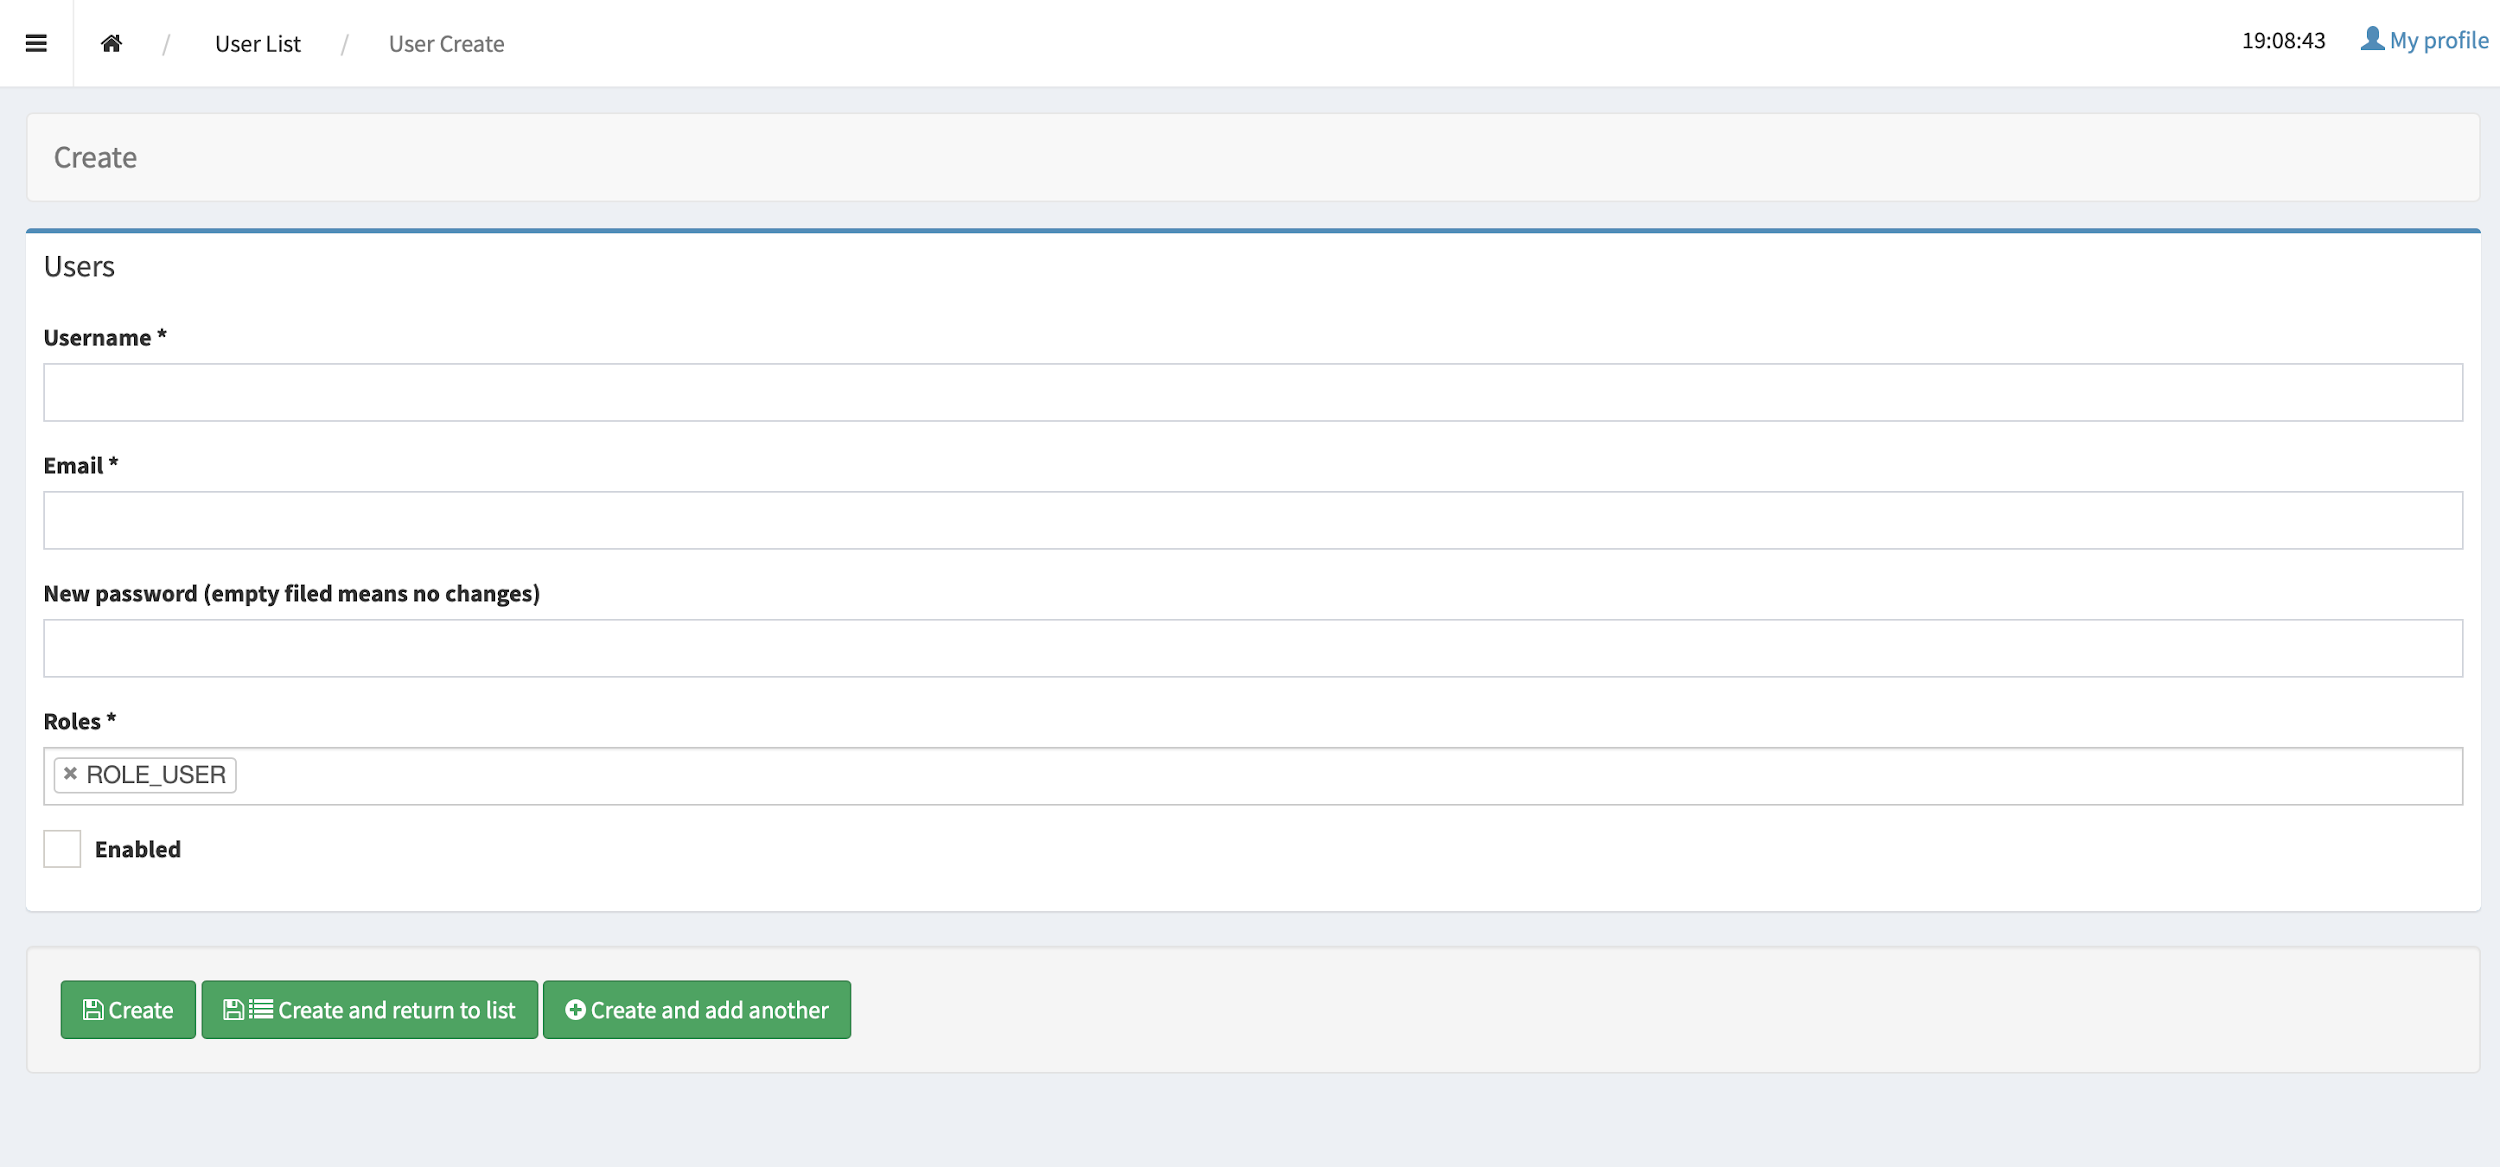 / User List / User Create 19:08:43 My profile
Create
Users
Username *
Email *
New password (empty filed means no changes)
Roles *
× ROLE_USER
Enabled
Create Create and return to list Create and add another